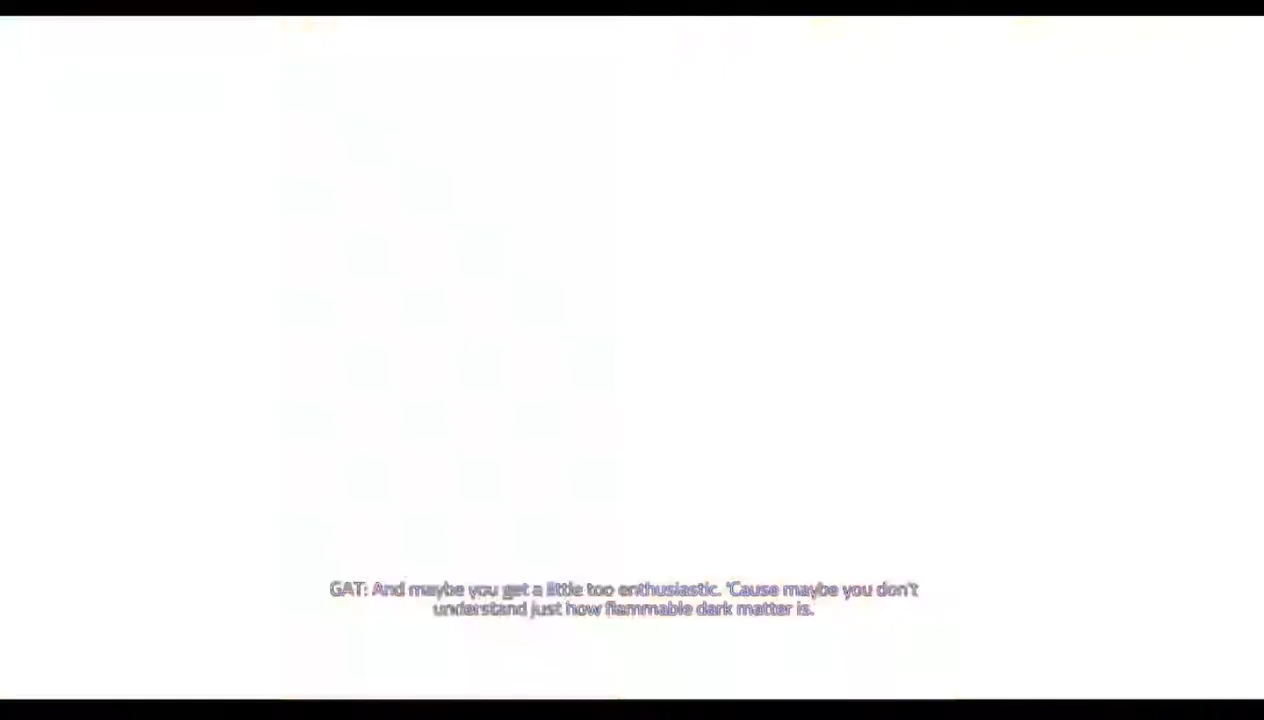 GAT: And maybe you get a little too enthusiastic. 'Cause maybe you don't
understand just how flammable dark matter is.